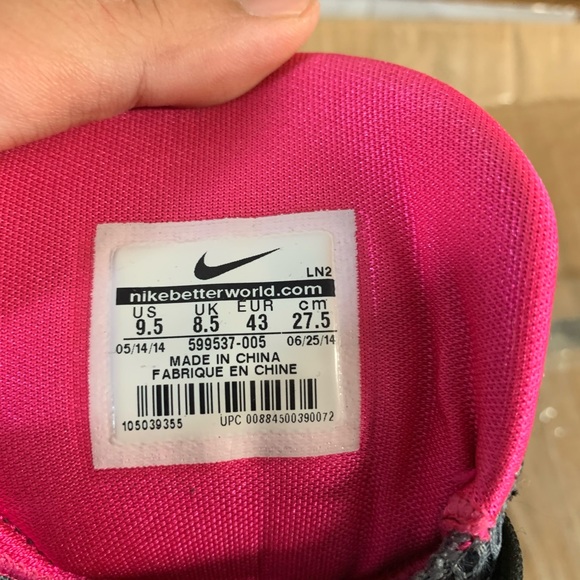 LN2
nikebetterworld.com
US UK EUR cm
9.5 8.5 43 27.5
05/14/14 599537-005 06/25/14
MADE IN CHINA
FABRIQUE EN CHINE
105039355 UPC 00884500390072